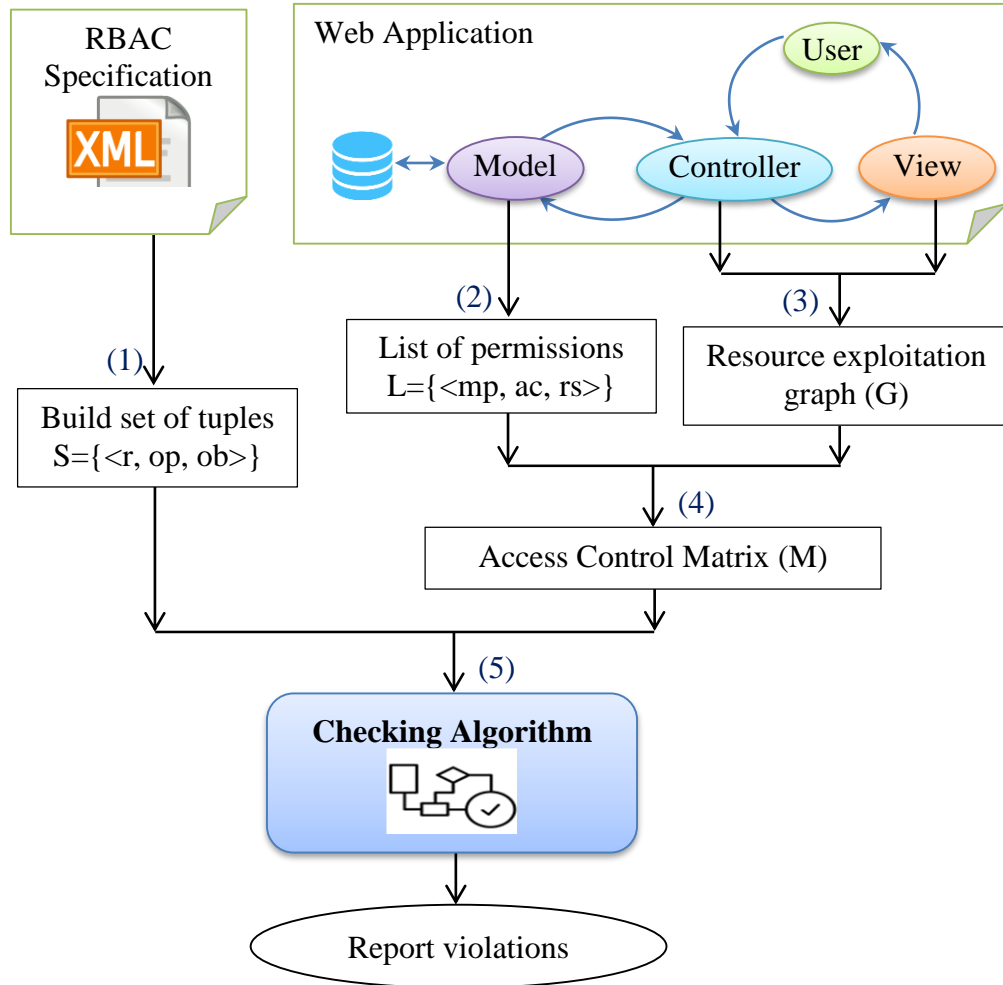 RBAC
Specification
XML
Web Application
User
Model
Controller
View
(1)
(2)
(3)
List of permissions
L={<mp, ac, rs>}
Resource exploitation
graph (G)
Build set of tuples
S={<r, op, ob>}
(4)
Access Control Matrix (M)
(5)
Checking Algorithm
Report violations